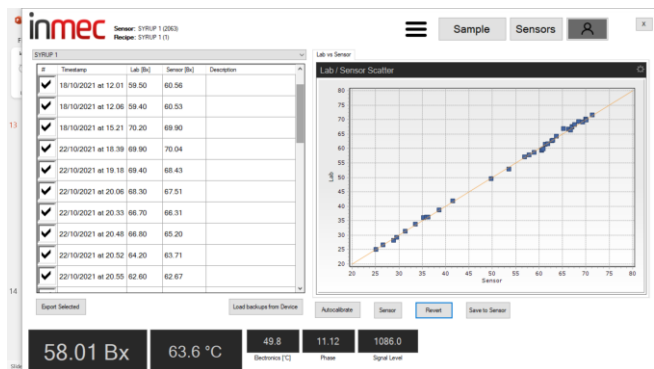 inmec
Sensor: SYRUP 1 (2063)
Recipe: SYRUP 1 (1)
Sample
Sensors
X
SYRUP 1
# Timestamp Lab [Bx] Sensor [Bx] Description
18/10/2021 at 12.01 59.50 60.56
18/10/2021 at 12.06 59.40 60.53
18/10/2021 at 15.21 70.20 69.90
22/10/2021 at 18.39 69.90 70.04
22/10/2021 at 19.18 69.40 68.43
22/10/2021 at 20.06 68.30 67.51
22/10/2021 at 20.33 66.70 66.31
22/10/2021 at 20.48 66.80 65.20
22/10/2021 at 20.52 64.20 63.71
22/10/2021 at 20.55 62.60 62.67
Export Selected
Load backups from Device
Lab vs Sensor
Lab / Sensor Scatter
80
75
70
65
60
55
50
45
40
35
30
25
20
Lab
20 25 30 35 40 45 50 55 60 65 70 75 80
Sensor
Autocalibrate
Sensor
Revert
Save to Sensor
58.01 Bx
63.6 °C
49.8
Electronics [°C]
11.12
Phase
1086.0
Signal Level
13
14